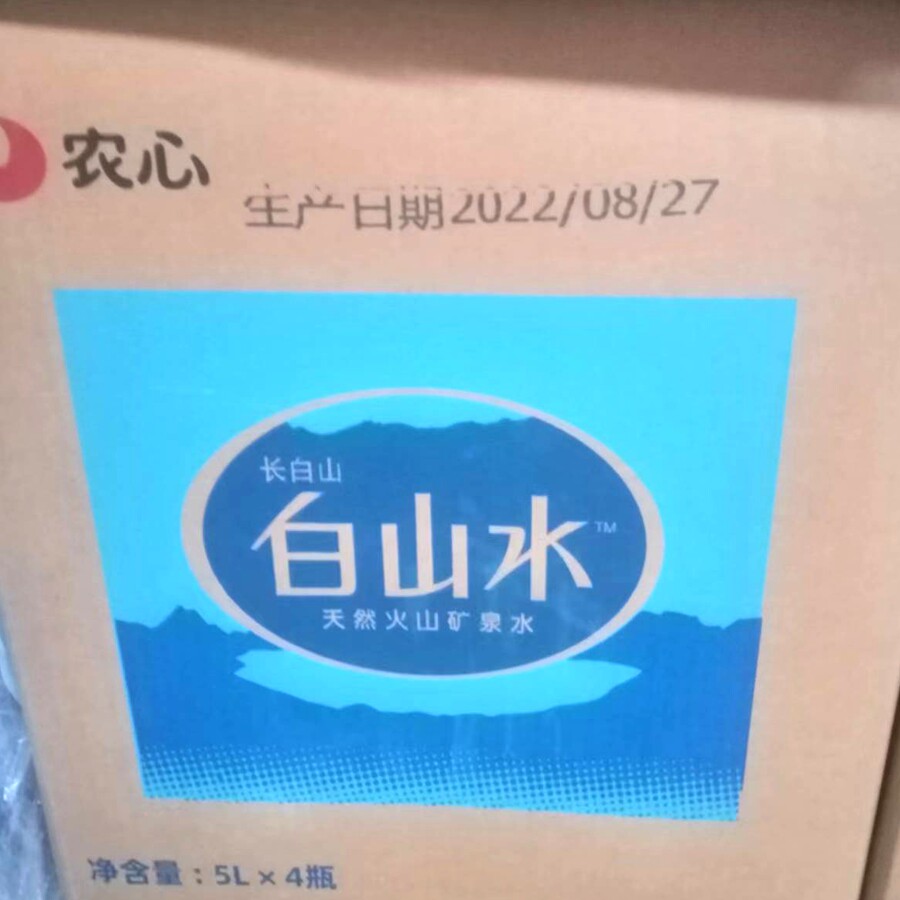 农心
生产日期2022/08/27
长白山
白山水™
天然火山矿泉水
净含量：5L×4瓶